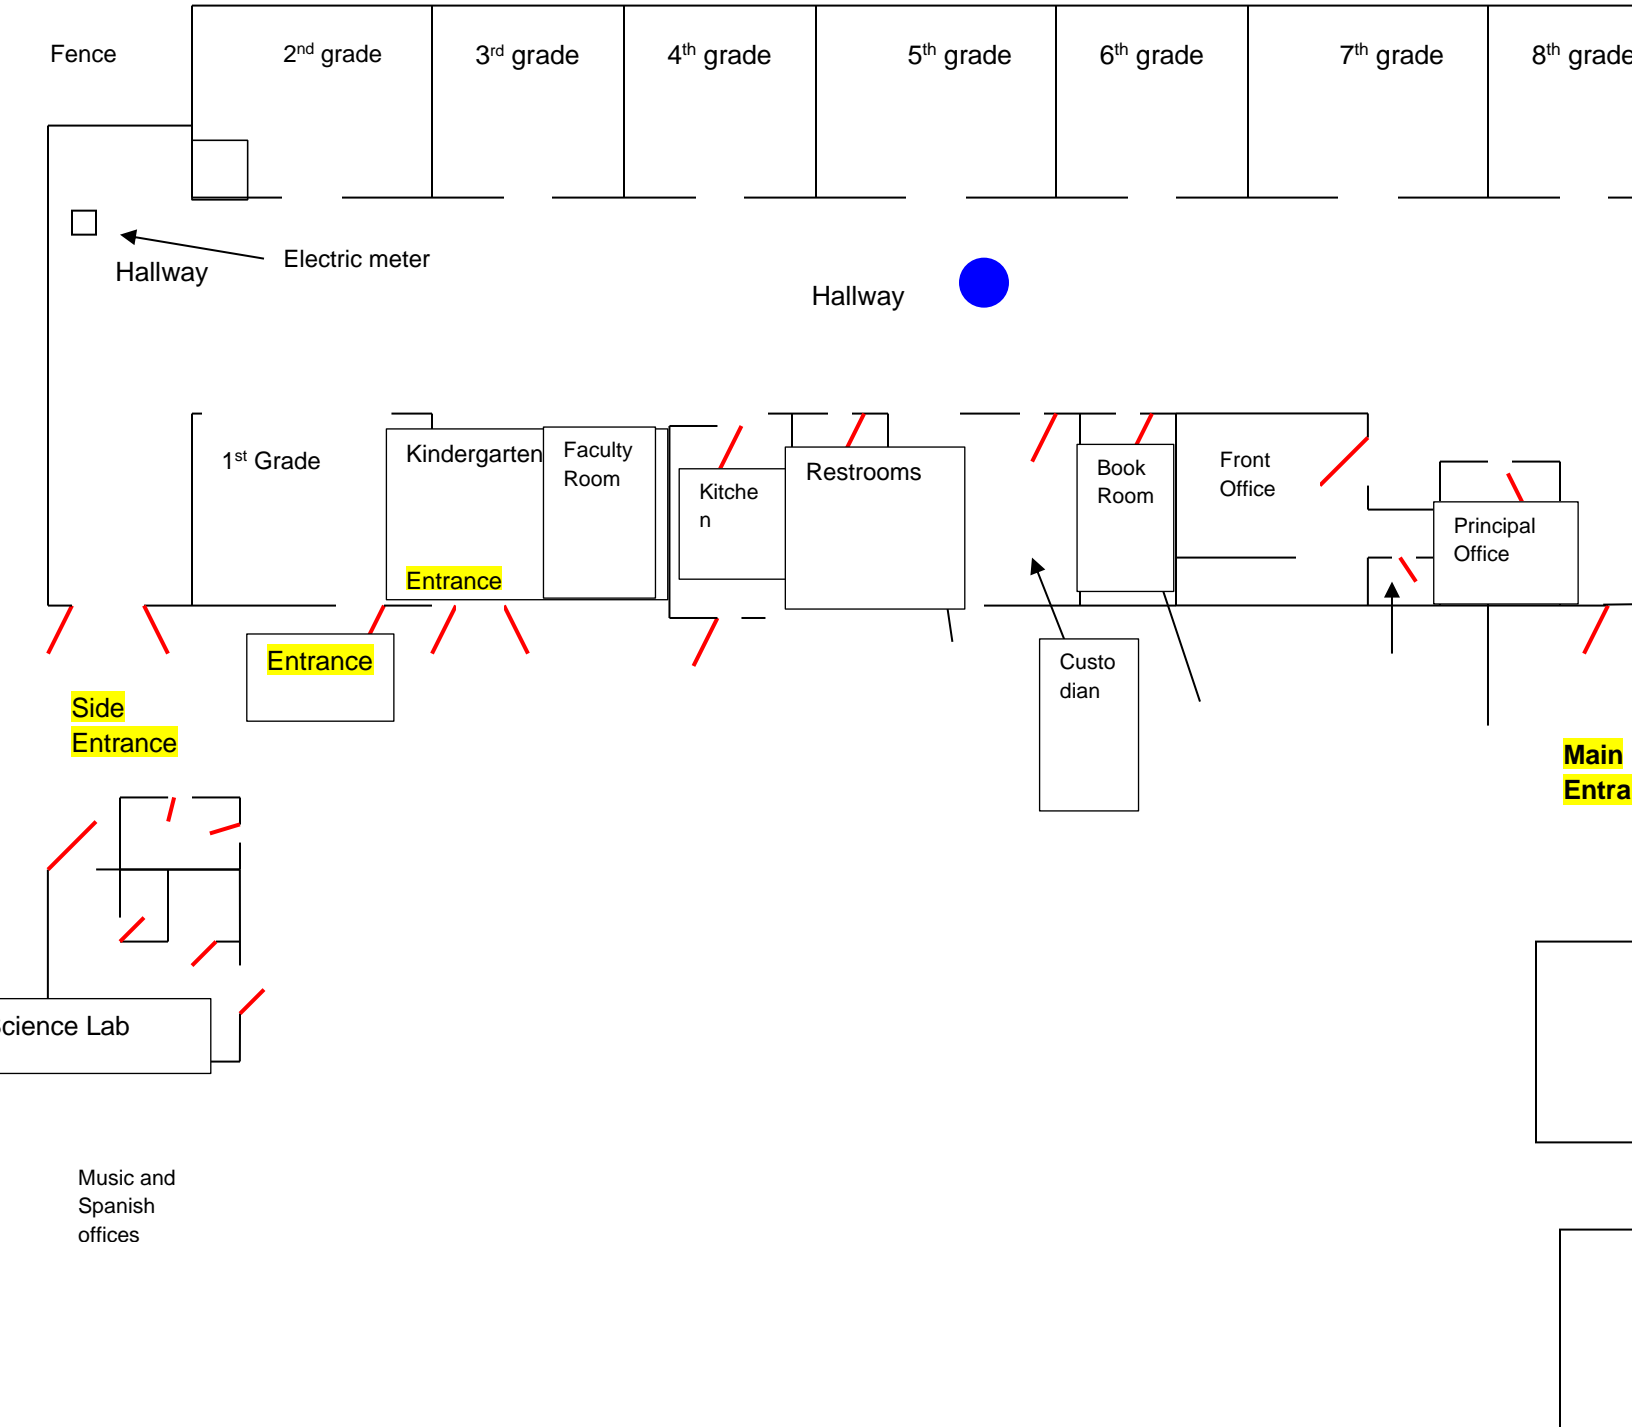 Fence
2nd grade
3rd grade
4th grade
5th grade
6th grade
7th grade
8th grade
Electric meter
Hallway
Hallway
1st Grade
Kindergarten
Entrance
Faculty
Room
Kitche
n
Restrooms
Book
Room
Front
Office
Principal
Office
Entrance
Custo
dian
Side
Entrance
Main
Entra
cience Lab
Music and
Spanish
offices